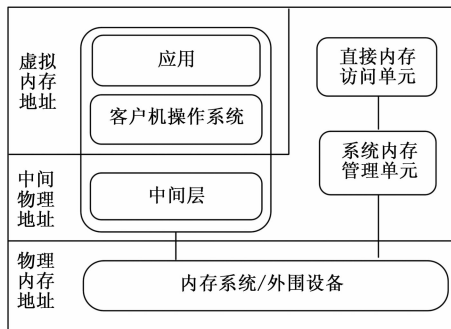 虚拟
内存
地址
应用
客户机操作系统
直接内存
访问单元
系统内存
管理单元
中间
物理
地址
中间层
物理
内存
地址
内存系统/外围设备